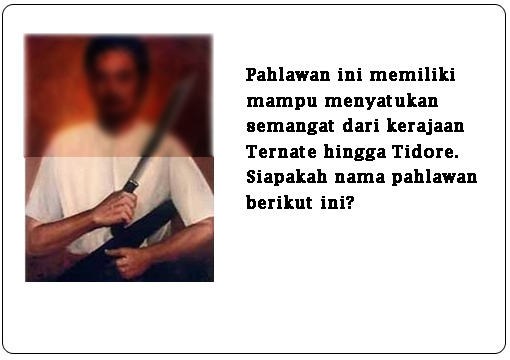 Pahlawan ini memiliki
mampu menyatukan
semangat dari kerajaan
Ternate hingga Tidore.
Siapakah nama pahlawan
berikut ini?